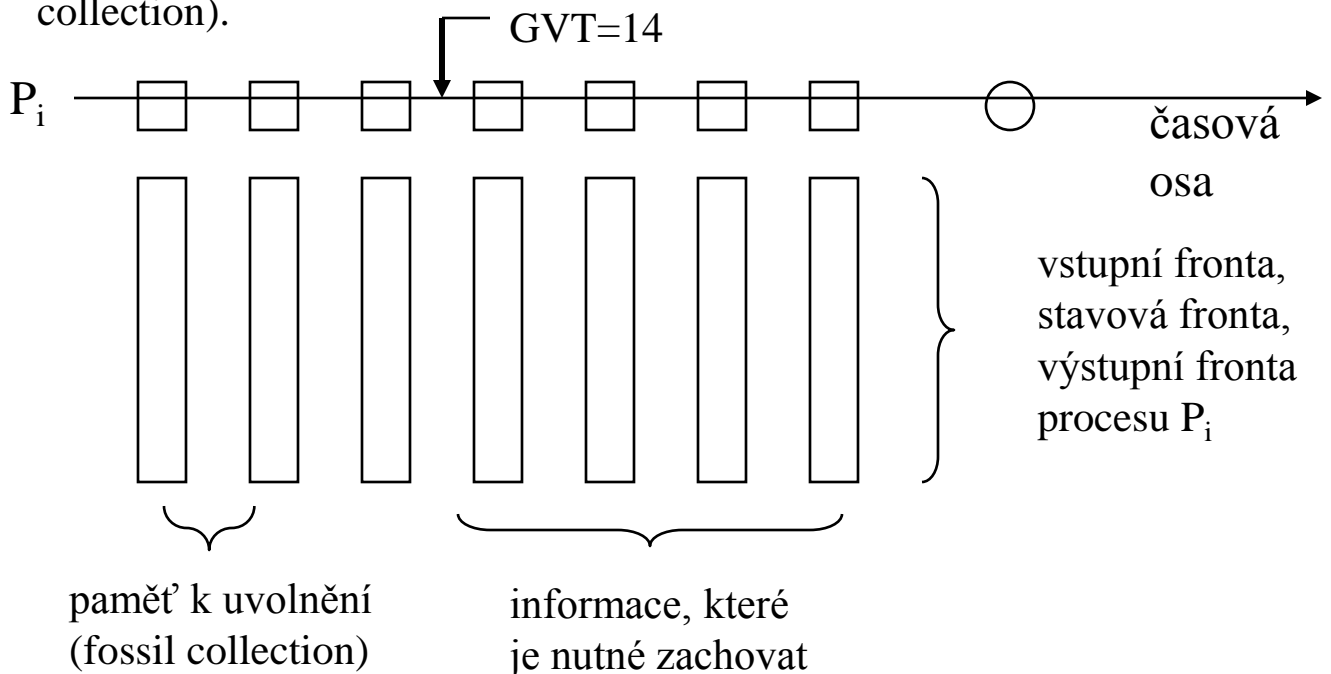 collection).
GVT=14
Pi
časová
osa
vstupní fronta,
stavová fronta,
výstupní fronta
procesu Pi
paměť k uvolnění
(fossil collection)
informace, které
je nutné zachovat